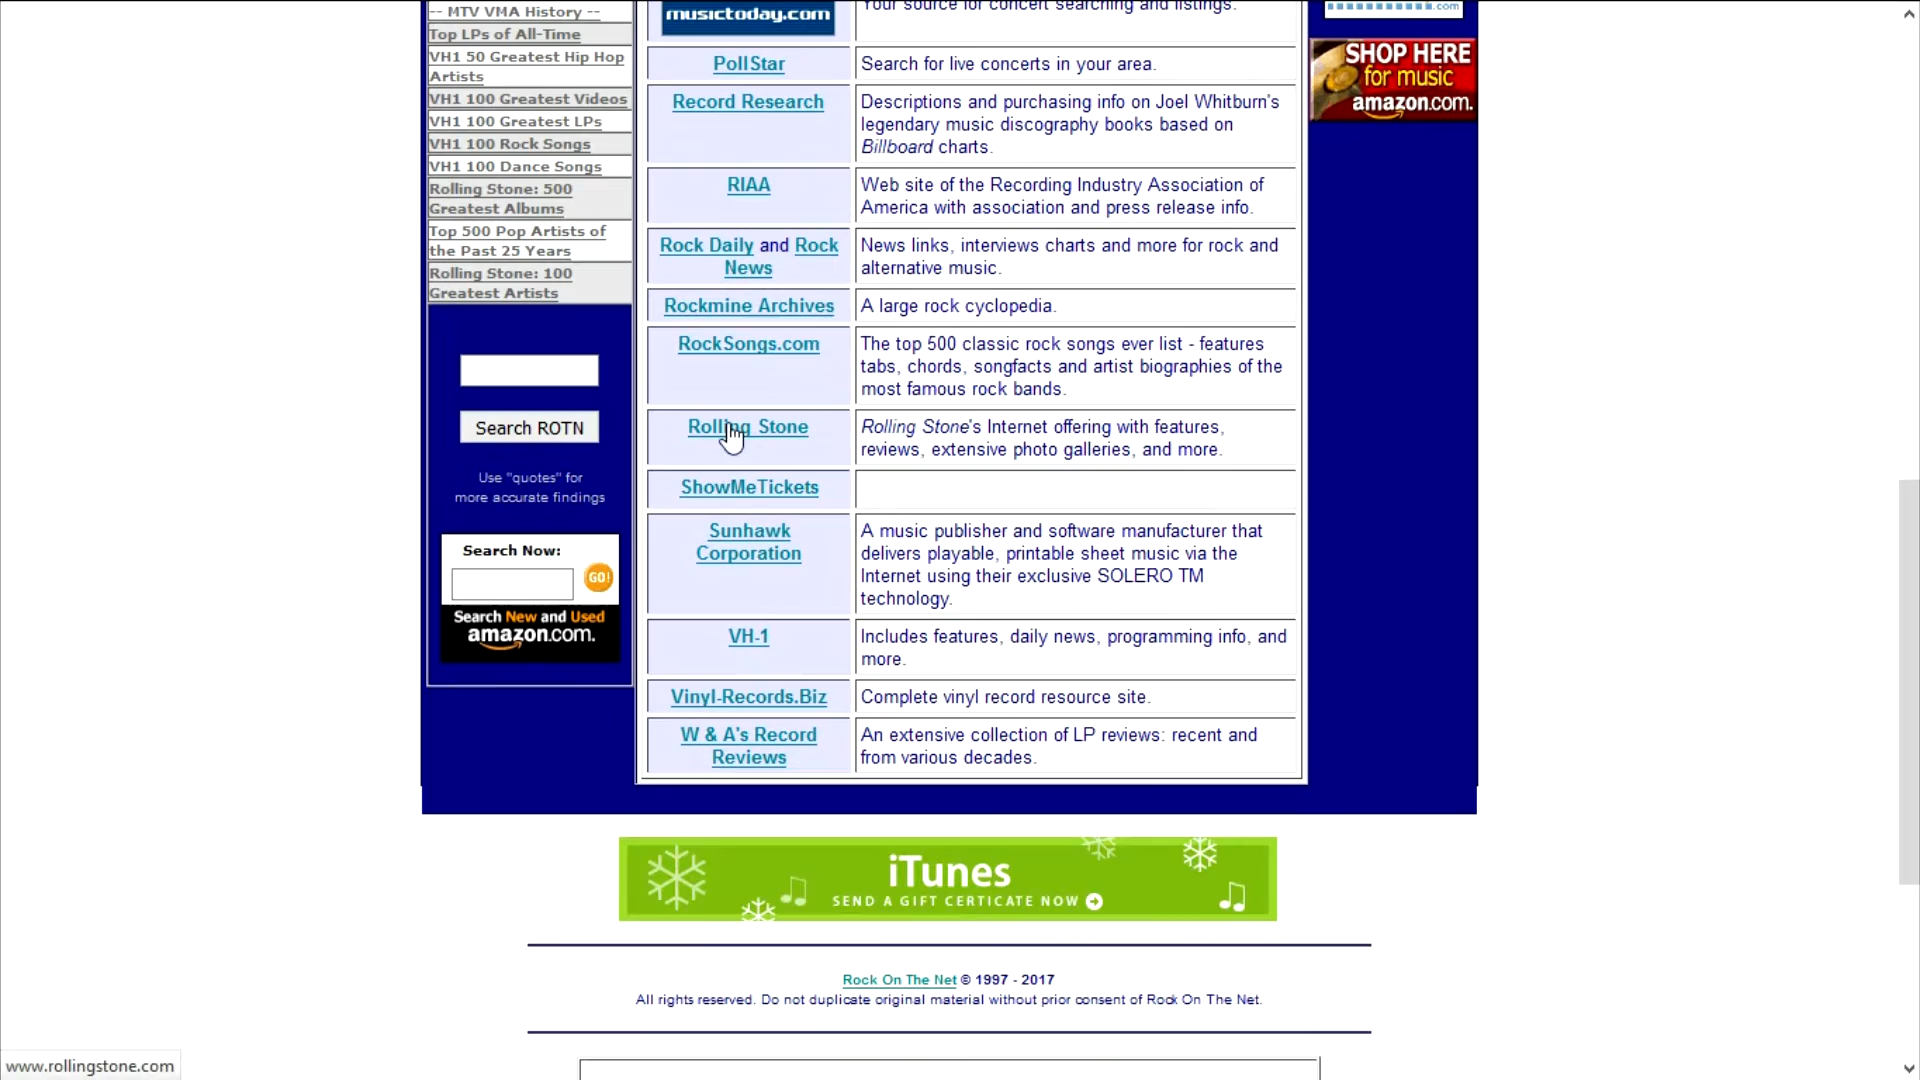 -- MTV VMA History --
Top LPs of All-Time
VH1 50 Greatest Hip Hop
Artists
VH1 100 Greatest Videos
VH1 100 Greatest LPs
VH1 100 Rock Songs
VH1 100 Dance Songs
Rolling Stone: 500
Greatest Albums
Top 500 Pop Artists of
the Past 25 Years
Rolling Stone: 100
Greatest Artists
Search ROTN
Use "quotes" for
more accurate findings
Search Now:
GO!
Search New and Used
amazon.com.
musictoday.com
Your source for concert searching and listings.
PollStar
Search for live concerts in your area.
Record Research
Descriptions and purchasing info on Joel Whitburn's
legendary music discography books based on
Billboard charts.
RIAA
Web site of the Recording Industry Association of
America with association and press release info.
Rock Daily and Rock
News
News links, interviews charts and more for rock and
alternative music.
Rockmine Archives
A large rock cyclopedia.
RockSongs.com
The top 500 classic rock songs ever list - features
tabs, chords, songfacts and artist biographies of the
most famous rock bands.
Rolling Stone
Rolling Stone's Internet offering with features,
reviews, extensive photo galleries, and more.
ShowMeTickets
Sunhawk
Corporation
A music publisher and software manufacturer that
delivers playable, printable sheet music via the
Internet using their exclusive SOLERO TM
technology.
VH-1
Includes features, daily news, programming info, and
more.
Vinyl-Records.Biz
Complete vinyl record resource site.
W & A's Record
Reviews
An extensive collection of LP reviews: recent and
from various decades.
.com
SHOP HERE
for music
amazon.com.
iTunes
SEND A GIFT CERTICATE NOW
Rock On The Net © 1997 - 2017
All rights reserved. Do not duplicate original material without prior consent of Rock On The Net.
www.rollingstone.com